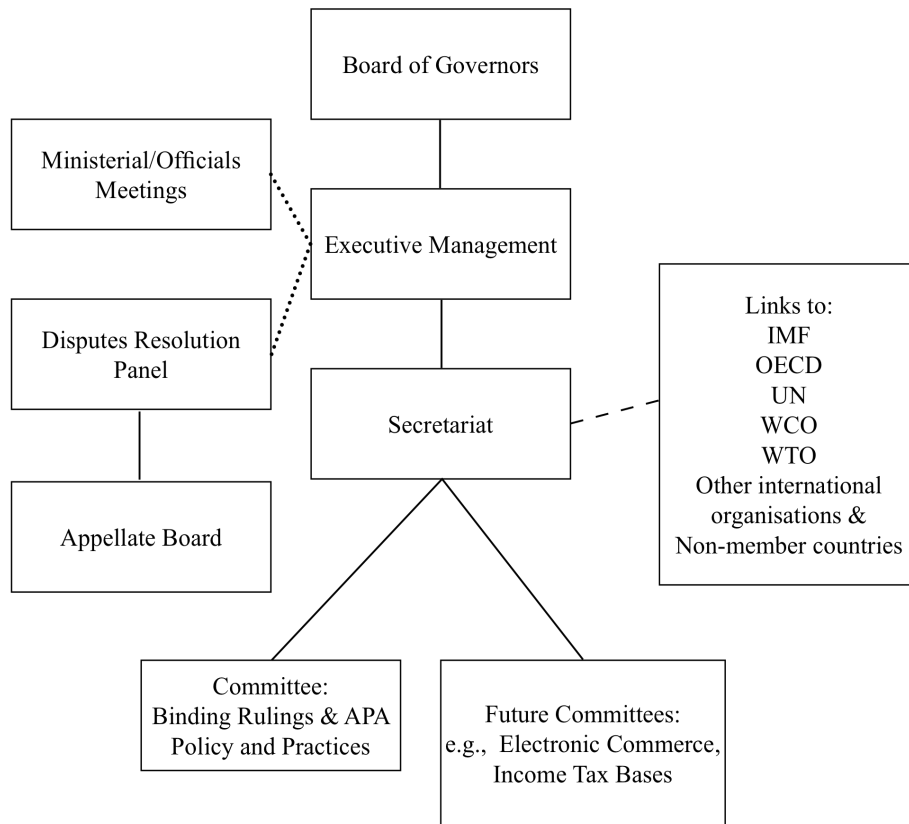 Board of Governors
Ministerial/Officials
Meetings
Executive Management
Disputes Resolution
Panel
Links to:
IMF
OECD
UN
WCO
WTO
Other international
organisations &
Non-member countries
Secretariat
Appellate Board
Committee:
Binding Rulings & APA
Policy and Practices
Future Committees:
e.g., Electronic Commerce,
Income Tax Bases